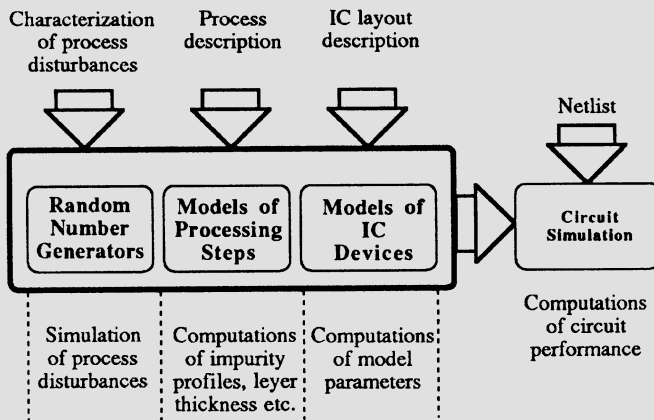 Characterization
of process
disturbances
Process
description
IC layout
description
Netlist
Random
Number
Generators
Models of
Processing
Steps
Models of
IC
Devices
Circuit
Simulation
Simulation
of process
disturbances
Computations
of impurity
profiles, leyer
thickness etc.
Computations
of model
parameters
Computations
of circuit
performance